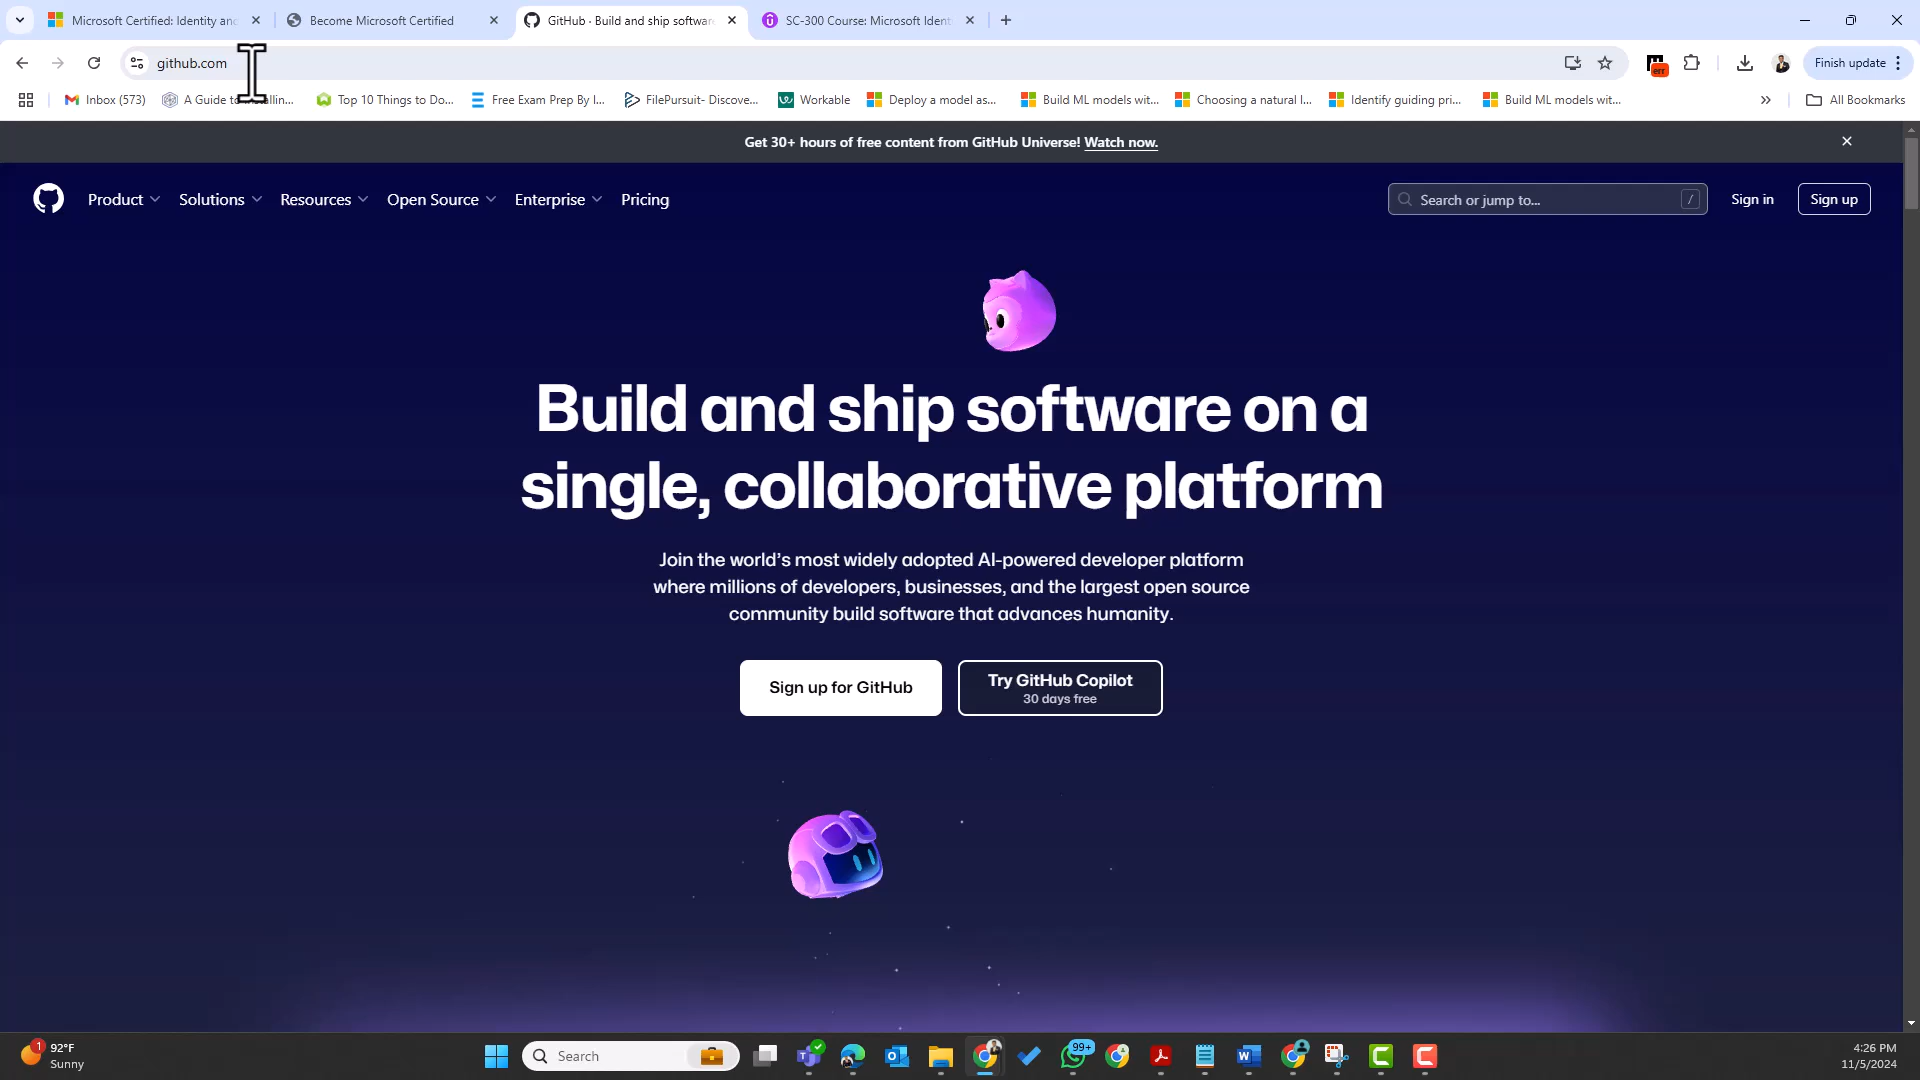 Microsoft Certified: Identity and
Become Microsoft Certified
GitHub · Build and ship software
SC-300 Course: Microsoft Ident
github.com
Finish update
Inbox (573)
A Guide to
Top 10 Things to Do...
Free Exam Prep By I...
FilePursuit- Discove...
Workable
Deploy a model as...
Build ML models wit...
Choosing a natural l...
Identify guiding pri...
Build ML models wit...
All Bookmarks
Get 30+ hours of free content from GitHub Universe! Watch now.
Product
Solutions
Resources
Open Source
Enterprise
Pricing
Search or jump to...
/
Sign in
Sign up
Build and ship software on a
single, collaborative platform
Join the world's most widely adopted AI-powered developer platform
where millions of developers, businesses, and the largest open source
community build software that advances humanity.
Sign up for GitHub
Try GitHub Copilot
30 days free
1
92°F
Sunny
Search
99+
4:26 PM
11/5/2024